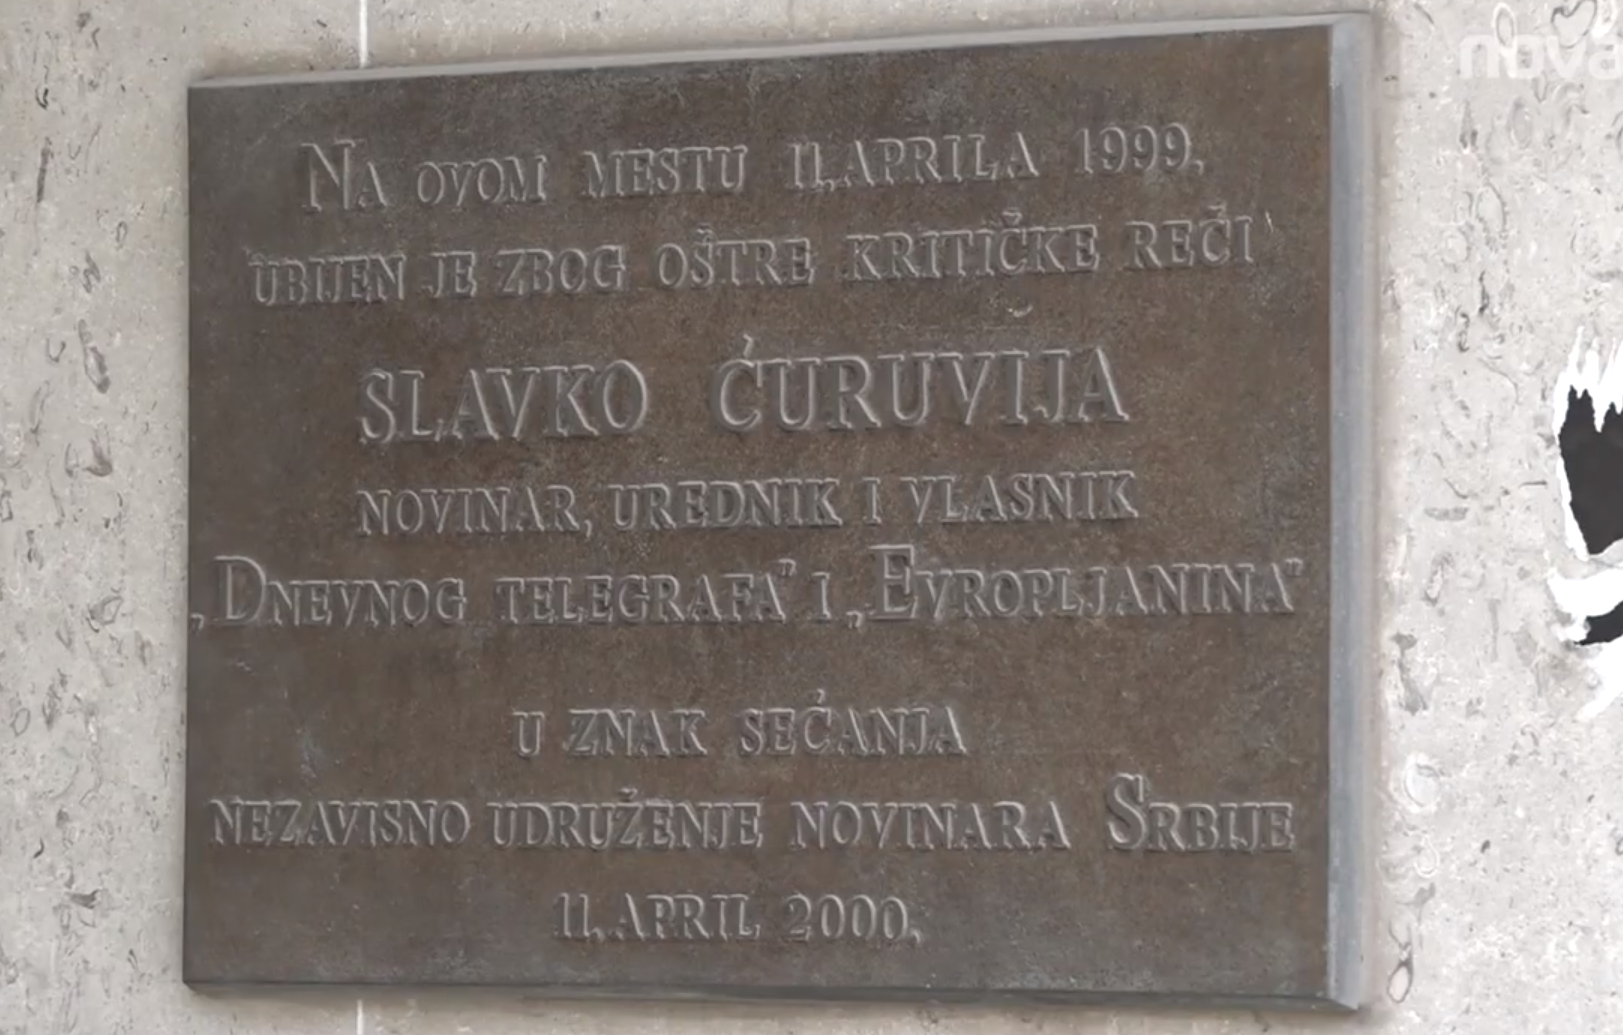 nova
Na ovom mestu 11. aprila 1999.
ubijen je zbog oštre kritičke reči
SLAVKO ĆURUVIJA
novinar, urednik i vlasnik
„Dnevnog telegrafa" i „Evropljanina"
u znak sećanja
nezavisno udruženje novinara Srbije
11. april 2000.